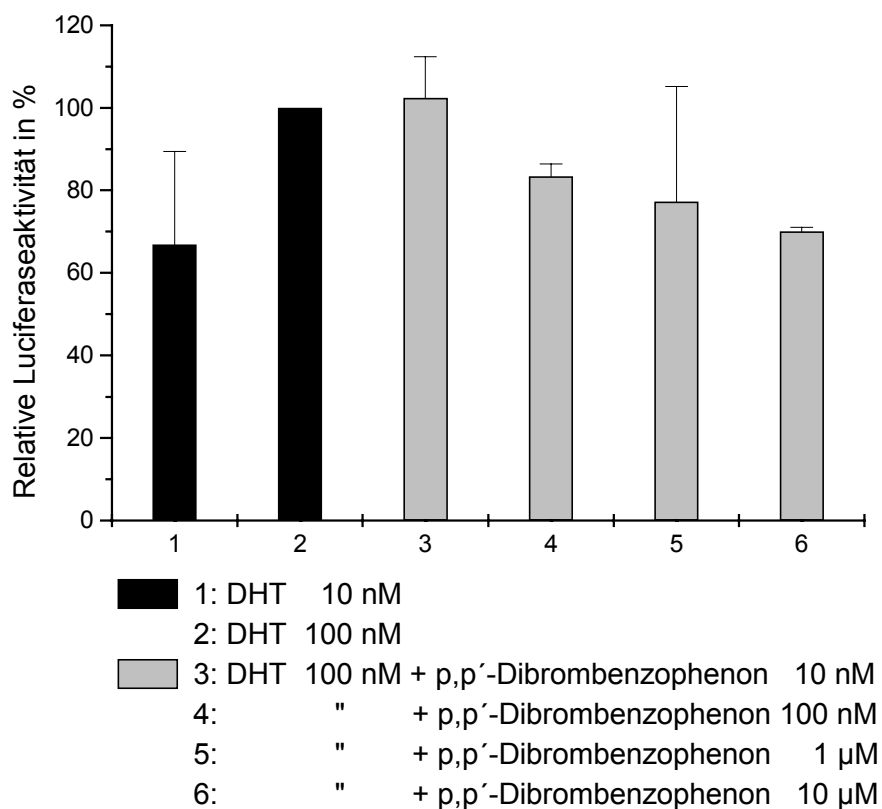 Relative Luciferaseaktivität in %
120
100
80
60
40
20
0
1 2 3 4 5 6
1: DHT 10 nM
2: DHT 100 nM
3: DHT 100 nM + p,p´-Dibrombenzophenon 10 nM
4: " + p,p´-Dibrombenzophenon 100 nM
5: " + p,p´-Dibrombenzophenon 1 µM
6: " + p,p´-Dibrombenzophenon 10 µM